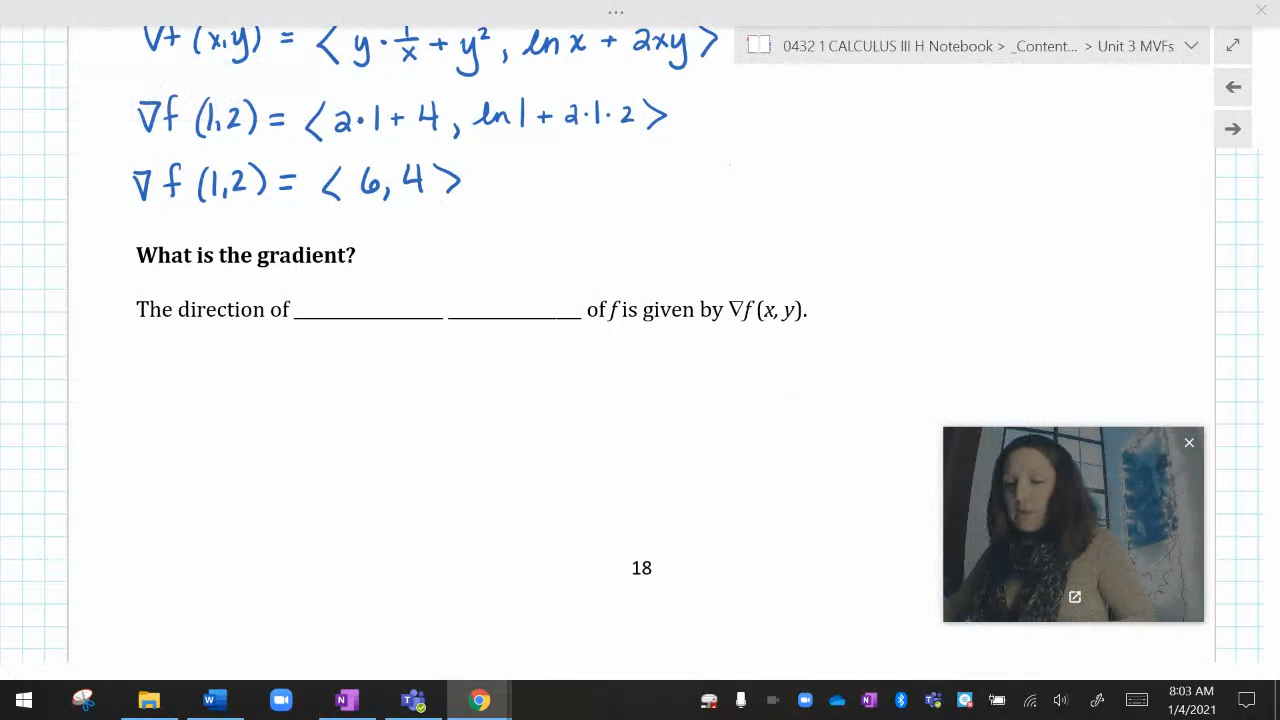 ...
∇f (x,y) = ⟨ y · 1/x + y², ln x + 2xy ⟩
0432 1 CALCULUS III H Notebook > _Content... > Unit 3 MVFs
∇f (1,2) = ⟨ 2·1 + 4, ln 1 + 2·1·2 ⟩
∇f (1,2) = ⟨ 6, 4 ⟩
What is the gradient?
The direction of _______________ _____________ of f is given by ∇f (x, y).
18
8:03 AM
1/4/2021